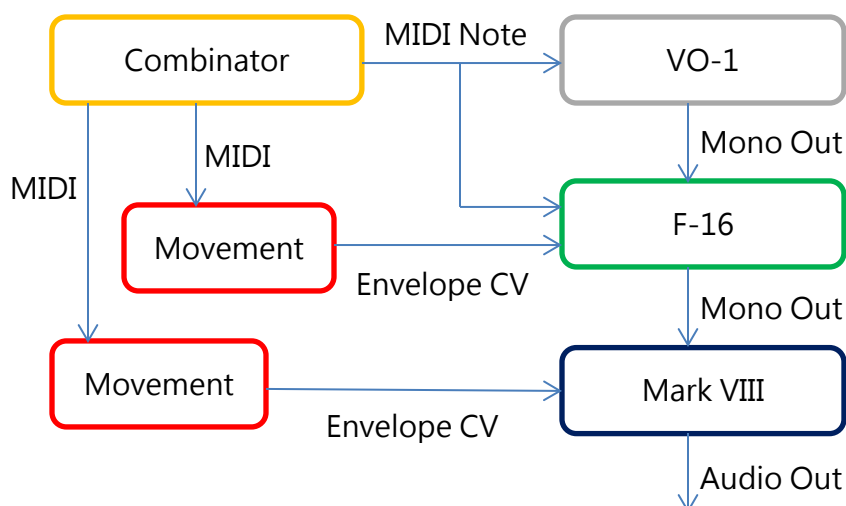 Combinator
MIDI Note
VO-1
MIDI
MIDI
Mono Out
Movement
F-16
Envelope CV
Mono Out
Movement
Mark VIII
Envelope CV
Audio Out